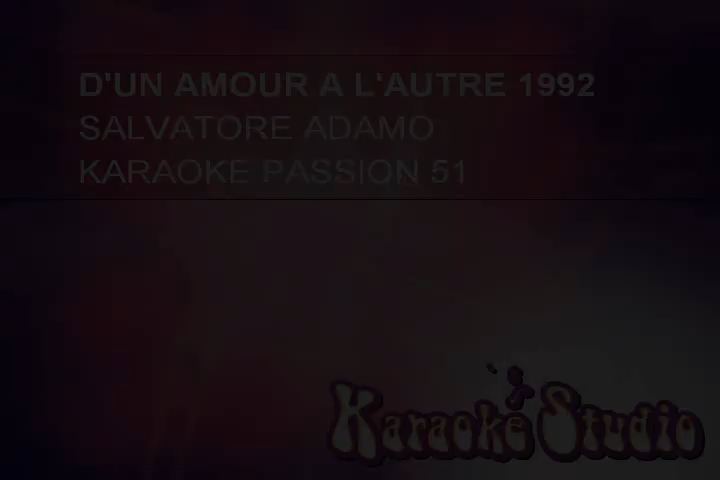 D'UN AMOUR A L'AUTRE 1992
SALVATORE ADAMO
KARAOKE PASSION 51
Karaoke Studio